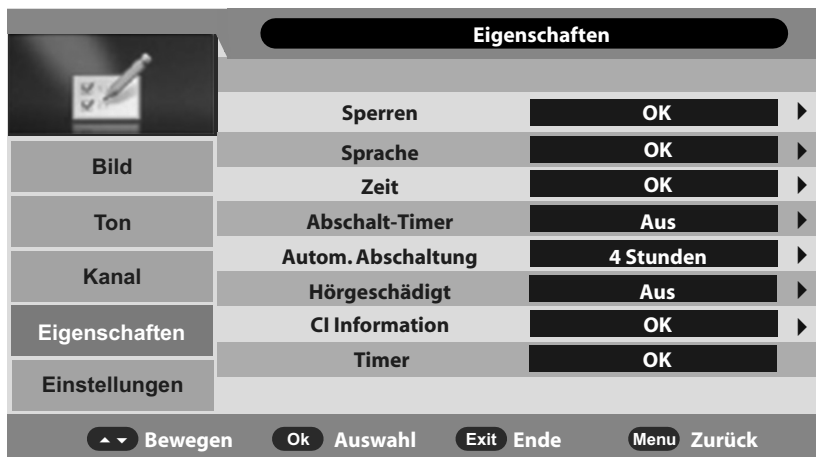 Eigenschaften
Bild
Ton
Kanal
Eigenschaften
Einstellungen
Sperren OK
Sprache OK
Zeit OK
Abschalt-Timer Aus
Autom. Abschaltung 4 Stunden
Hörgeschädigt Aus
CI Information OK
Timer OK
Bewegen Ok Auswahl Exit Ende Menu Zurück